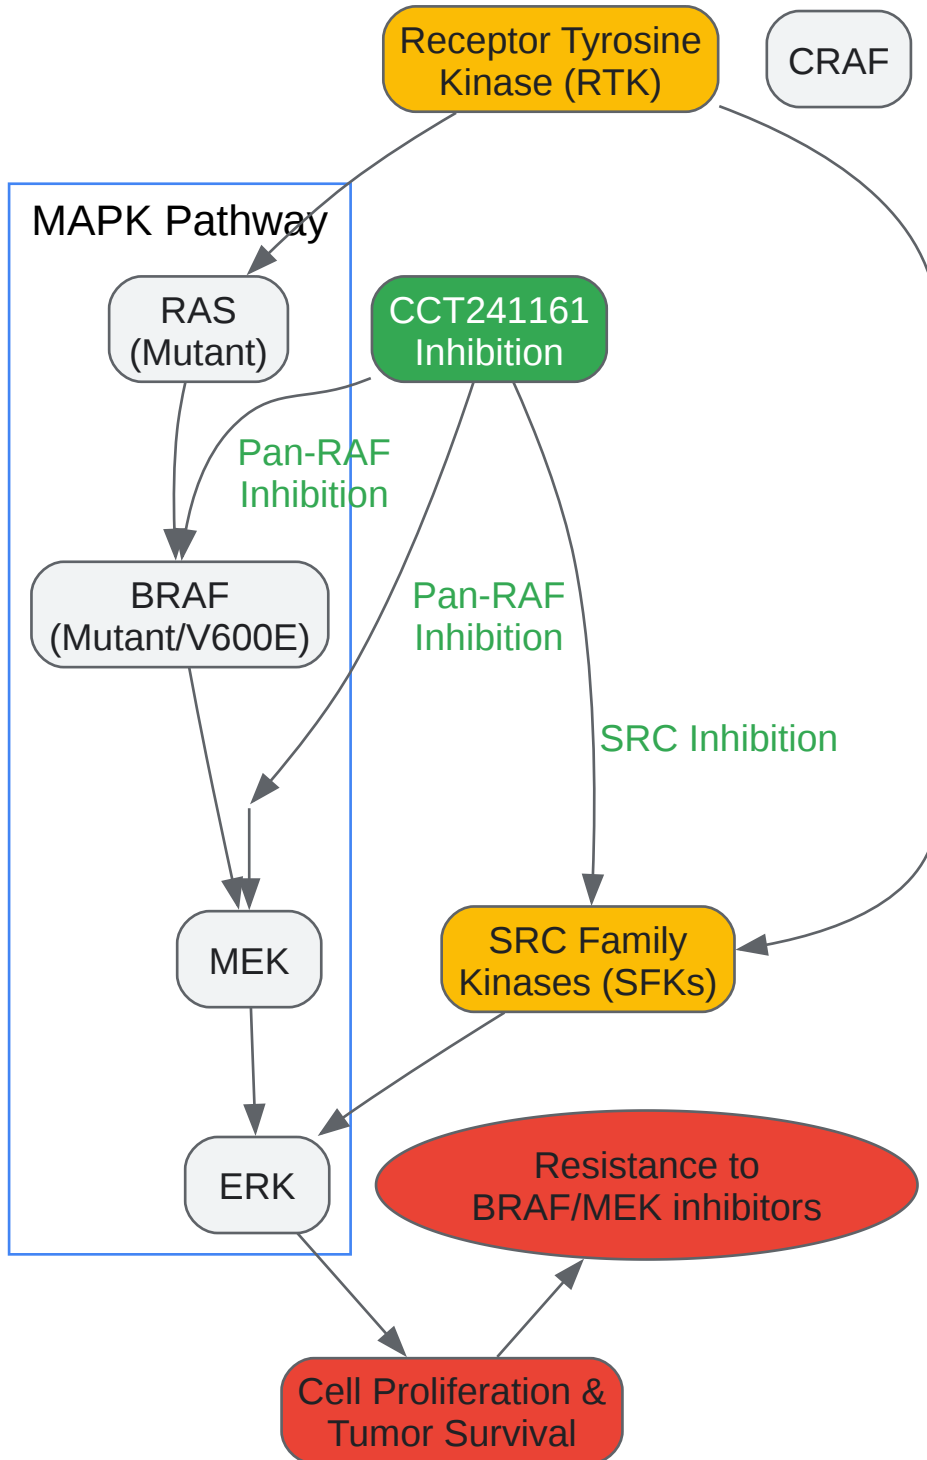 Receptor Tyrosine
Kinase (RTK)
CRAF
MAPK Pathway
RAS
(Mutant)
CCT241161
Inhibition
Pan-RAF
Inhibition
BRAF
(Mutant/V600E)
Pan-RAF
Inhibition
SRC Inhibition
MEK
SRC Family
Kinases (SFKs)
ERK
Resistance to
BRAF/MEK inhibitors
Cell Proliferation &
Tumor Survival